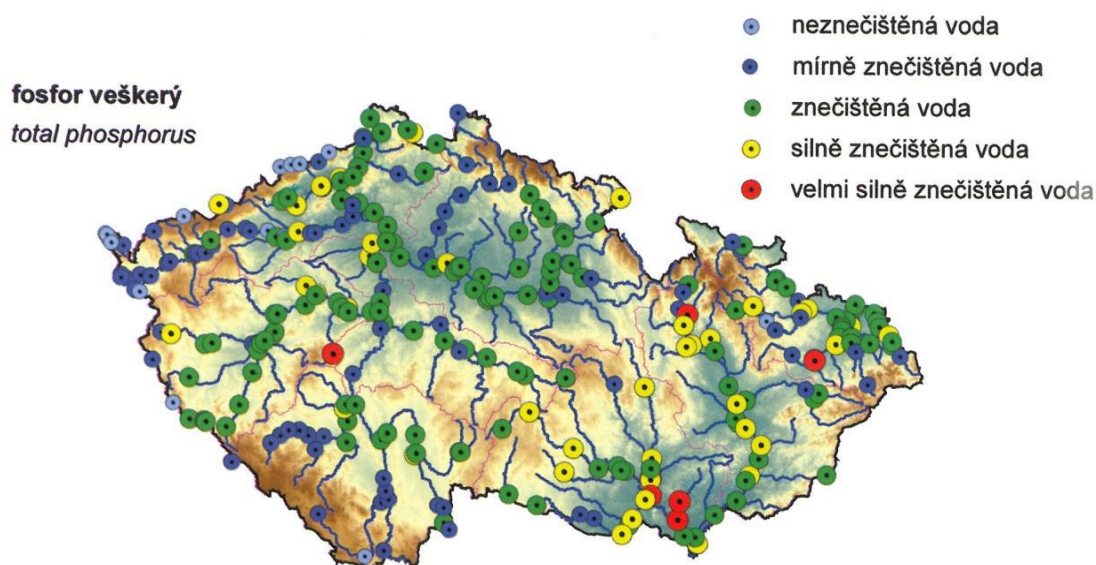 fosfor veškerý
total phosphorus
neznečištěná voda
mírně znečištěná voda
znečištěná voda
silně znečištěná voda
velmi silně znečištěná voda